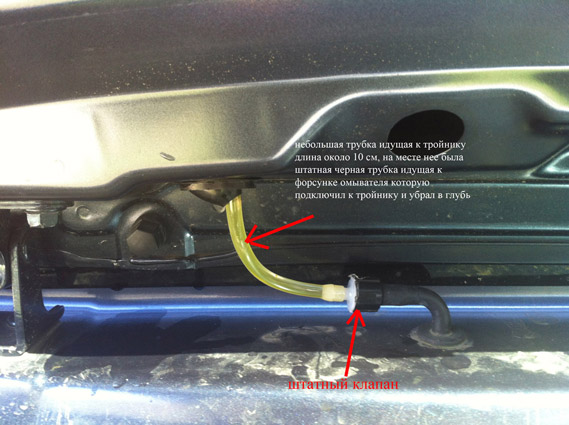 небольшая трубка идущая к тройнику
длина около 10 см, на месте нее была
штатная черная трубка идущая к
форсунке омывателя которую
подключил к тройнику и убрал в глубь
штатный клапан